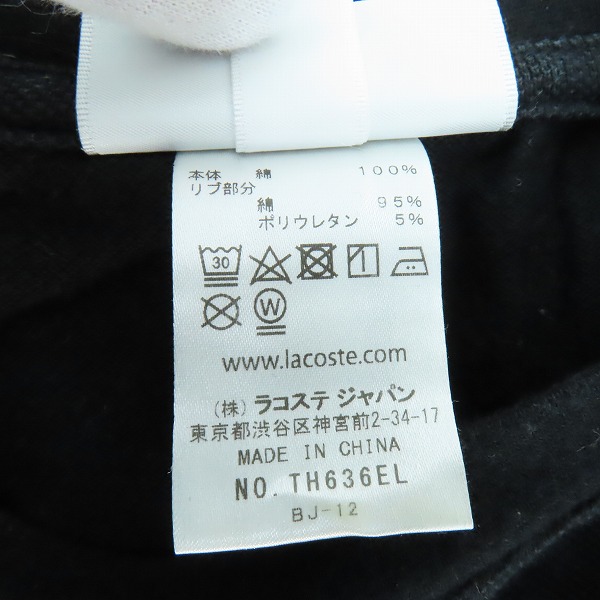 本体 綿 100%
リブ部分
綿 95%
ポリウレタン 5%
30
W
www.lacoste.com
(株) ラコステ ジャパン
東京都渋谷区神宮前2-34-17
MADE IN CHINA
NO. TH636EL
BJ-12